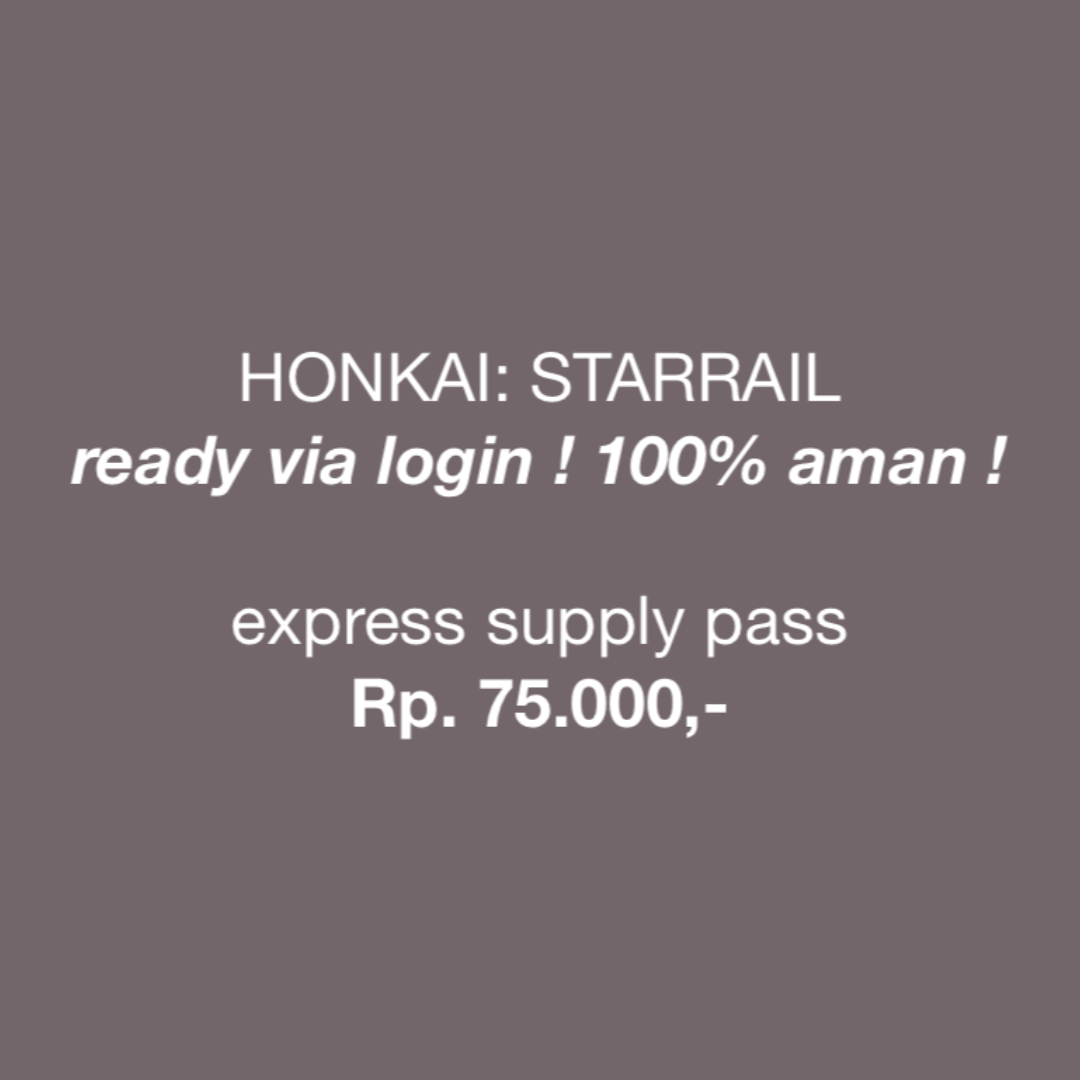 HONKAI: STARRAIL
ready via login ! 100% aman !
express supply pass
Rp. 75.000,-